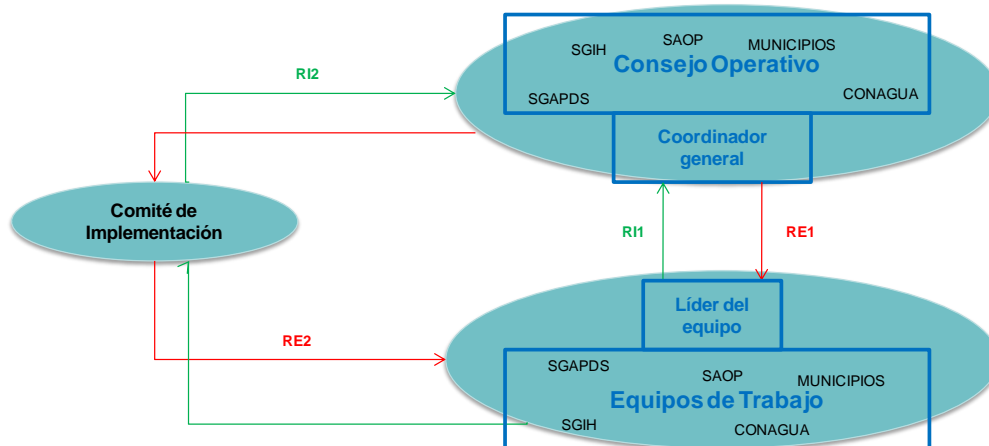 SAOP
SGIH
MUNICIPIOS
Consejo Operativo
SGAPDS
CONAGUA
RI2
Coordinador
general
Comité de
Implementación
RI1
RE1
Líder del
equipo
RE2
SGAPDS
SAOP
MUNICIPIOS
Equipos de Trabajo
SGIH
CONAGUA